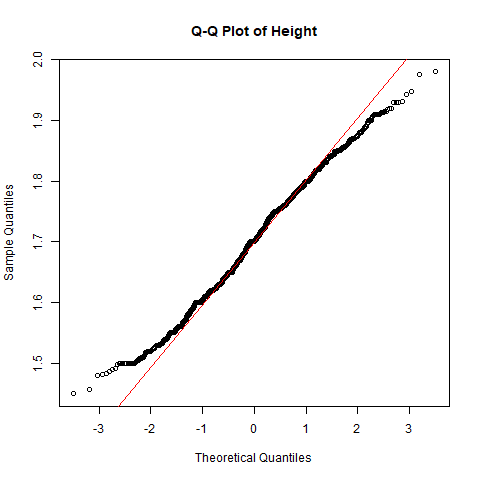 Q-Q Plot of Height
Sample Quantiles
2.0
1.9
1.8
1.7
1.6
1.5
-3 -2 -1 0 1 2 3
Theoretical Quantiles